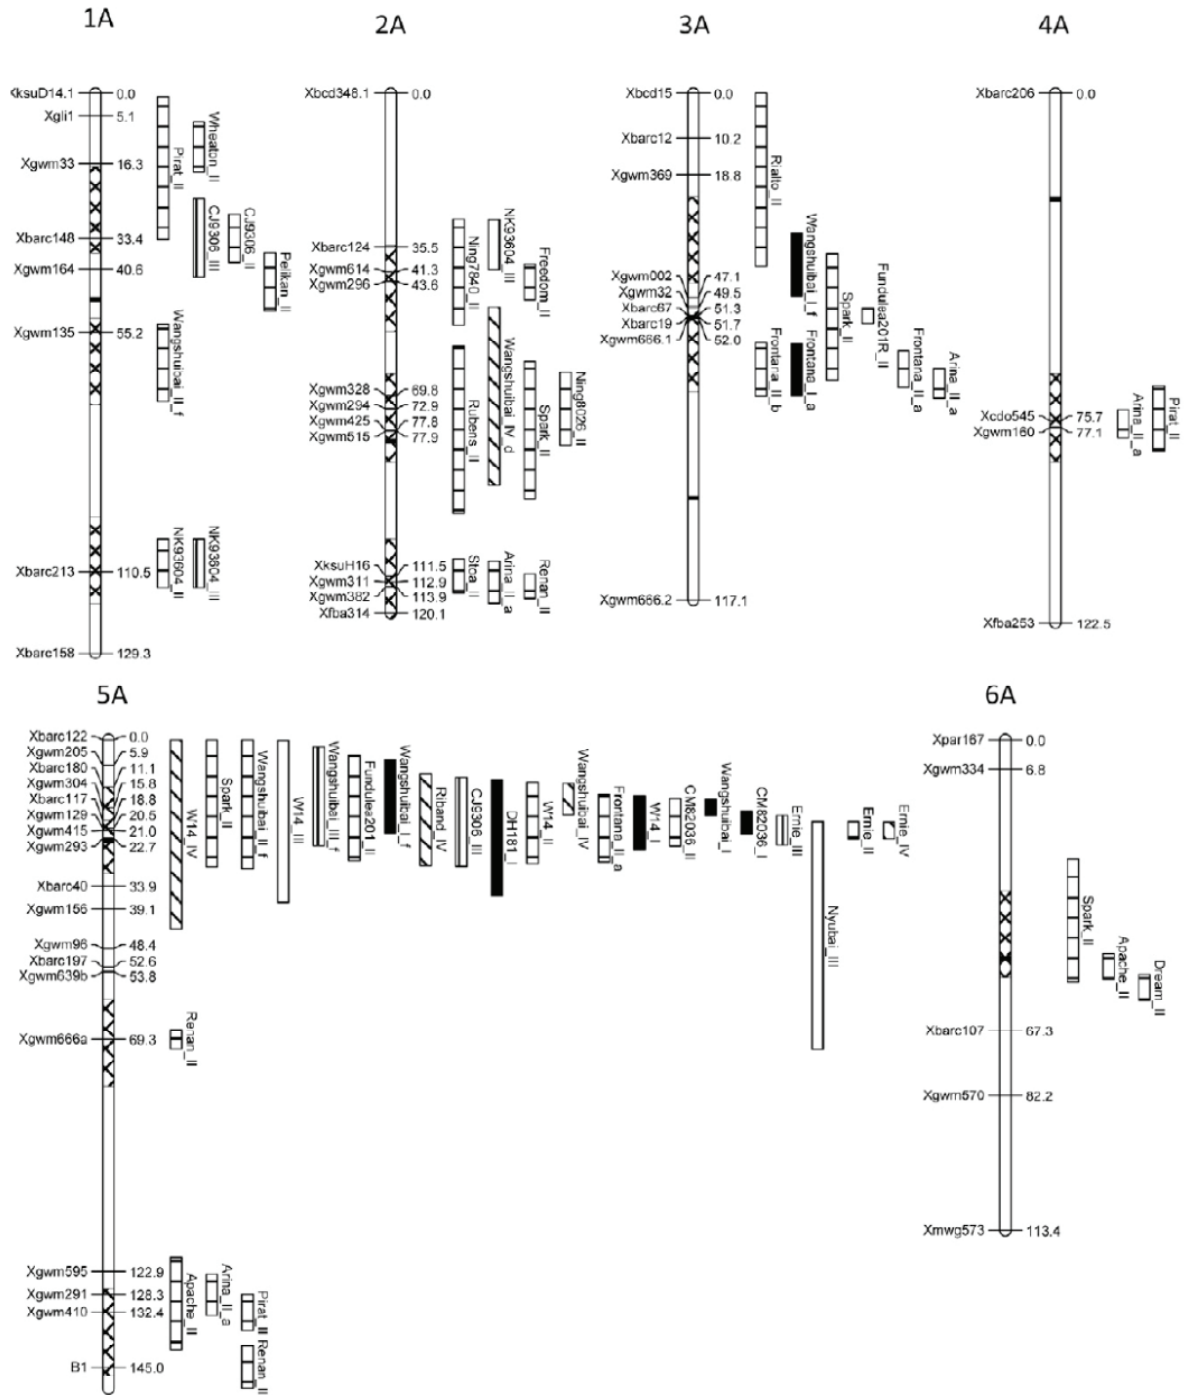 1A
XksuD14.1 0.0
Xgli1 5.1
Xgwm33 16.3
Xbarc148 33.4
Xgwm164 40.6
Xgwm135 55.2
Xbarc213 110.5
Xbarc158 129.3
Pirat_II
Wheaton_II
CJ9306_III
CJ9306_II
Pelikan_II
Wangshuibai_II_f
NK93604_II
NK93604_III
2A
Xbcd348.1 0.0
Xbarc124 35.5
Xgwm614 41.3
Xgwm296 43.6
Xgwm328 69.8
Xgwm294 72.9
Xgwm425 77.8
Xgwm515 77.9
XksuH16 111.5
Xgwm311 112.9
Xgwm382 113.9
Xfba314 120.1
Ning7840_II
NK93604_III
Freedom_II
Rubens_II
Wangshuibai_IV_d
Spark_II
Ning8026_II
Stoa_II
Arina_II_a
Renan_II
3A
Xbcd15 0.0
Xbarc12 10.2
Xgwm369 18.8
Xgwm002 47.1
Xgwm32 49.5
Xbarc67 51.3
Xbarc19 51.7
Xgwm666.1 52.0
Xgwm666.2 117.1
Rialto_II
Wangshuibai_I_f
Spark_II
Fundulea201R_II
Frontana_II_b
Frontana_I_a
Frontana_II_a
Arina_II_a
4A
Xbarc206 0.0
Xcdo545 75.7
Xgwm160 77.1
Xfba253 122.5
Arina_II_a
Pirat_II
5A
Xbarc122 0.0
Xgwm205 5.9
Xbarc180 11.1
Xgwm304 15.8
Xbarc117 18.8
Xgwm129 20.5
Xgwm415 21.0
Xgwm293 22.7
Xbarc40 33.9
Xgwm156 39.1
Xgwm96 48.4
Xbarc197 52.6
Xgwm639b 53.8
Xgwm666a 69.3
Xgwm595 122.9
Xgwm291 128.3
Xgwm410 132.4
B1 145.0
W14_IV
Spark_II
Wangshuibai_II_f
W14_III
Wangshuibai_III_f
Fundulea201_II
Wangshuibai_I_f
Riband_IV
CJ9306_III
DH181_I
W14_II
Wangshuibai_IV
Frontana_II_a
W14_I
CM82036_II
Wangshuibai_I
CM82036_I
Ernie_III
Nyubai_III
Ernie_II
Ernie_IV
Renan_II
Apache_II
Arina_II_a
Pirat_II
Renan_II
6A
Xpar167 0.0
Xgwm334 6.8
Xbarc107 67.3
Xgwm570 82.2
Xmwg573 113.4
Spark_II
Apache_II
Dream_II